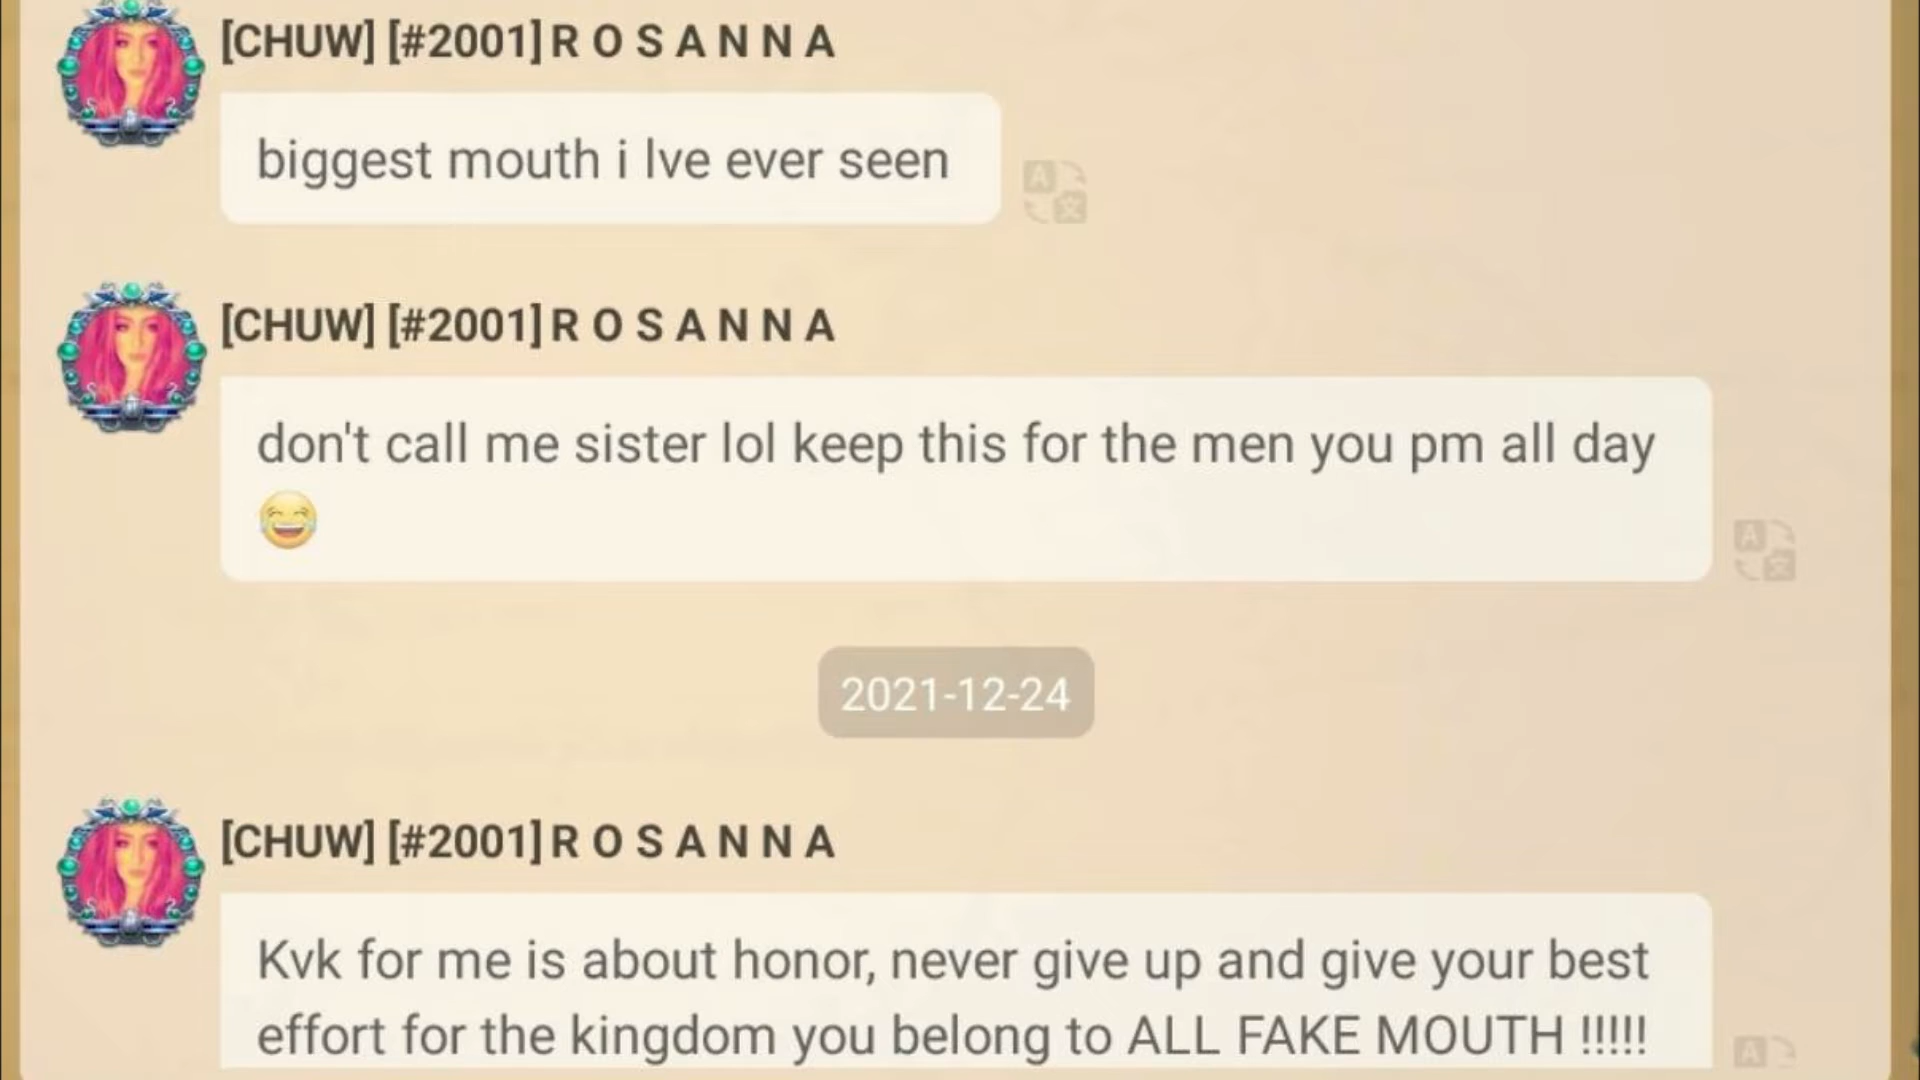 [CHUW] [#2001] R O S A N N A
biggest mouth i Ive ever seen
[CHUW] [#2001] R O S A N N A
don't call me sister lol keep this for the men you pm all day
😂
2021-12-24
[CHUW] [#2001] R O S A N N A
Kvk for me is about honor, never give up and give your best
effort for the kingdom you belong to ALL FAKE MOUTH !!!!!